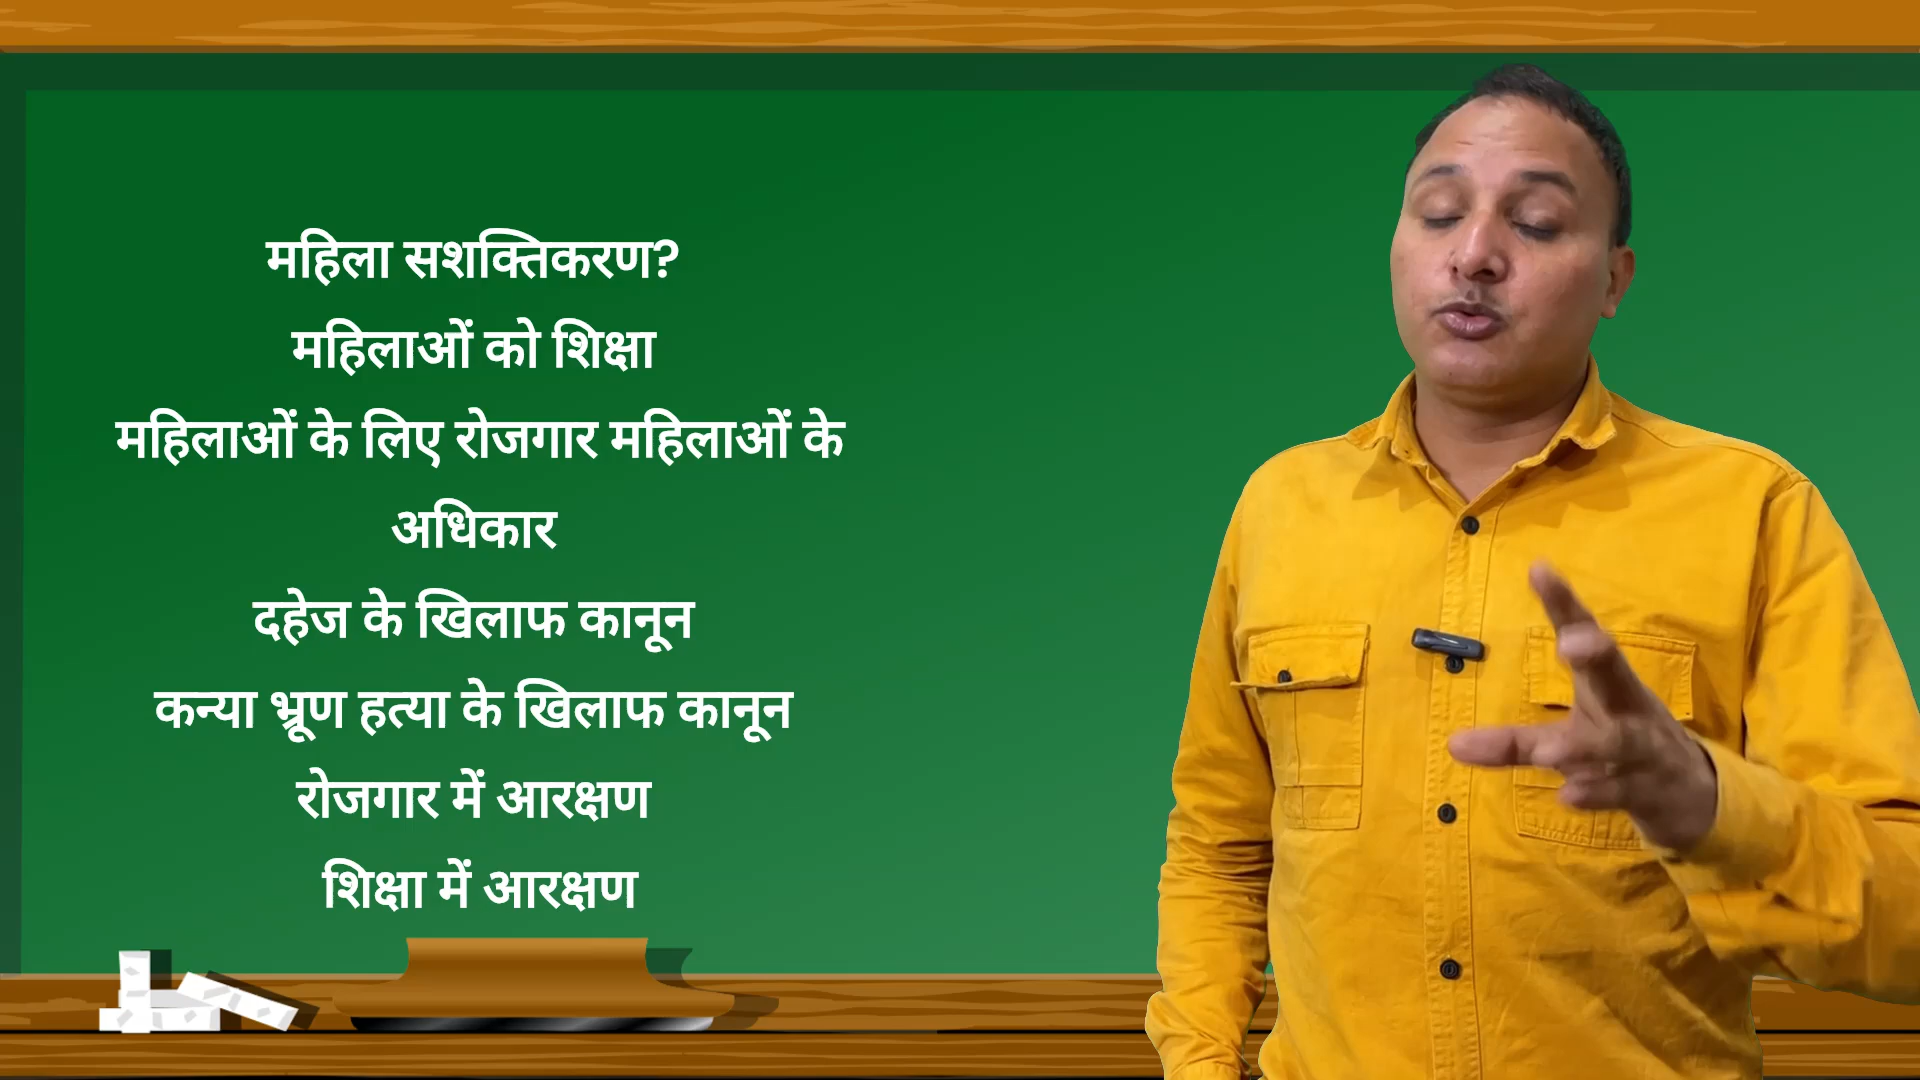 महिला सशक्तिकरण?
महिलाओं को शिक्षा
महिलाओं के लिए रोजगार महिलाओं के
अधिकार
दहेज के खिलाफ कानून
कन्या भ्रूण हत्या के खिलाफ कानून
रोजगार में आरक्षण
शिक्षा में आरक्षण